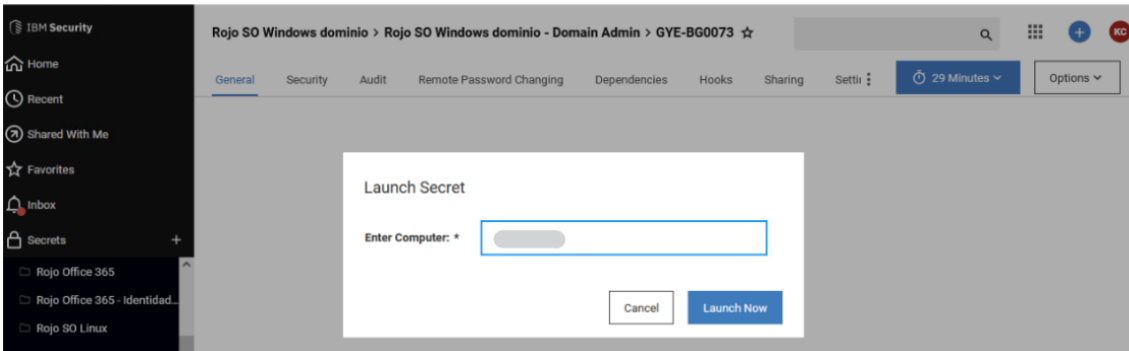 IBM Security
Rojo SO Windows dominio > Rojo SO Windows dominio - Domain Admin > GYE-BG0073
KC
Home
General Security Audit Remote Password Changing Dependencies Hooks Sharing Settin
29 Minutes
Options
Recent
Shared With Me
Favorites
Inbox
Secrets +
Rojo Office 365
Rojo Office 365 - Identidad...
Rojo SO Linux
Launch Secret
Enter Computer: *
Cancel
Launch Now